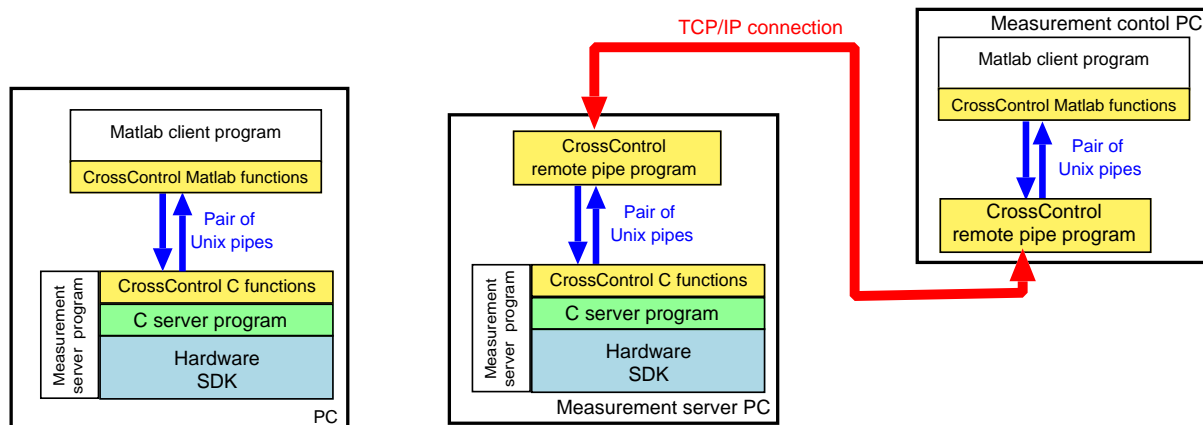 Matlab client program
CrossControl Matlab functions
Pair of
Unix pipes
Measurement
server program
CrossControl C functions
C server program
Hardware
SDK
PC
TCP/IP connection
CrossControl
remote pipe program
Pair of
Unix pipes
Measurement
server program
CrossControl C functions
C server program
Hardware
SDK
Measurement server PC
Measurement contol PC
Matlab client program
CrossControl Matlab functions
Pair of
Unix pipes
CrossControl
remote pipe program